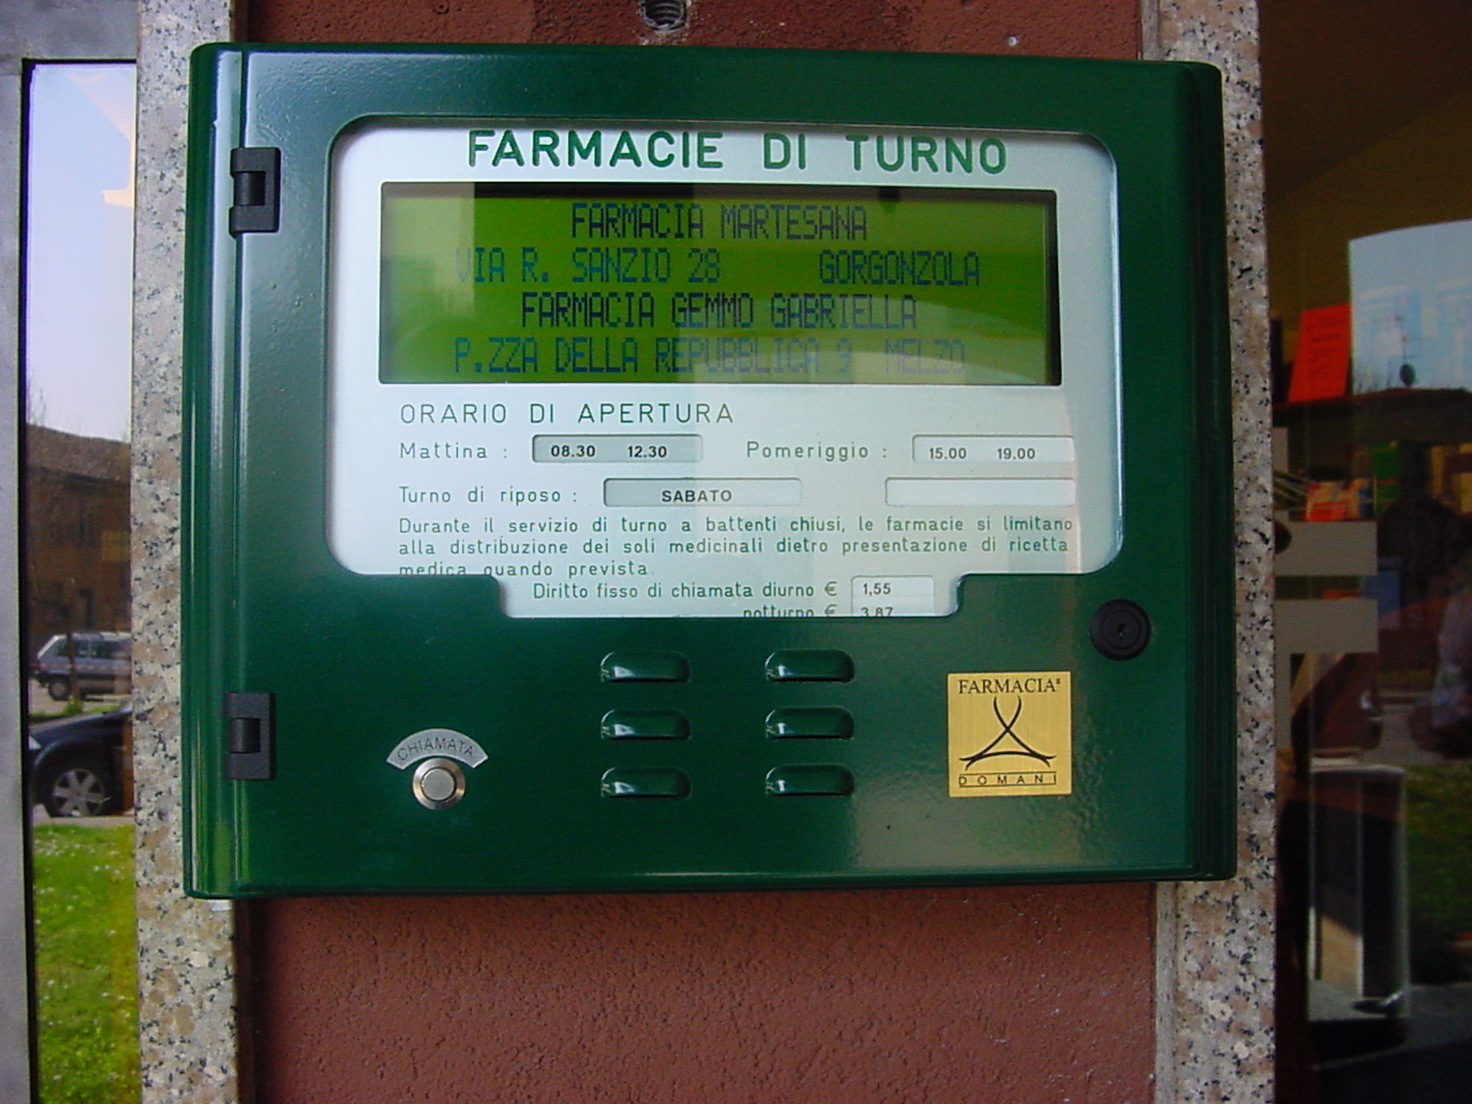 FARMACIE DI TURNO
FARMACIA MARTESANA
VIA R. SANZIO 28 GORGONZOLA
FARMACIA GEMMO GABRIELLA
P.ZZA DELLA REPUBBLICA 9 MELZO
ORARIO DI APERTURA
Mattina : 08.30 12.30 Pomeriggio : 15.00 19.00
Turno di riposo : SABATO
Durante il servizio di turno a battenti chiusi, le farmacie si limitano
alla distribuzione dei soli medicinali dietro presentazione di ricetta
medica quando prevista.
Diritto fisso di chiamata diurno € 1,55
notturno € 3,87
CHIAMATA
FARMACIA®
DOMANI